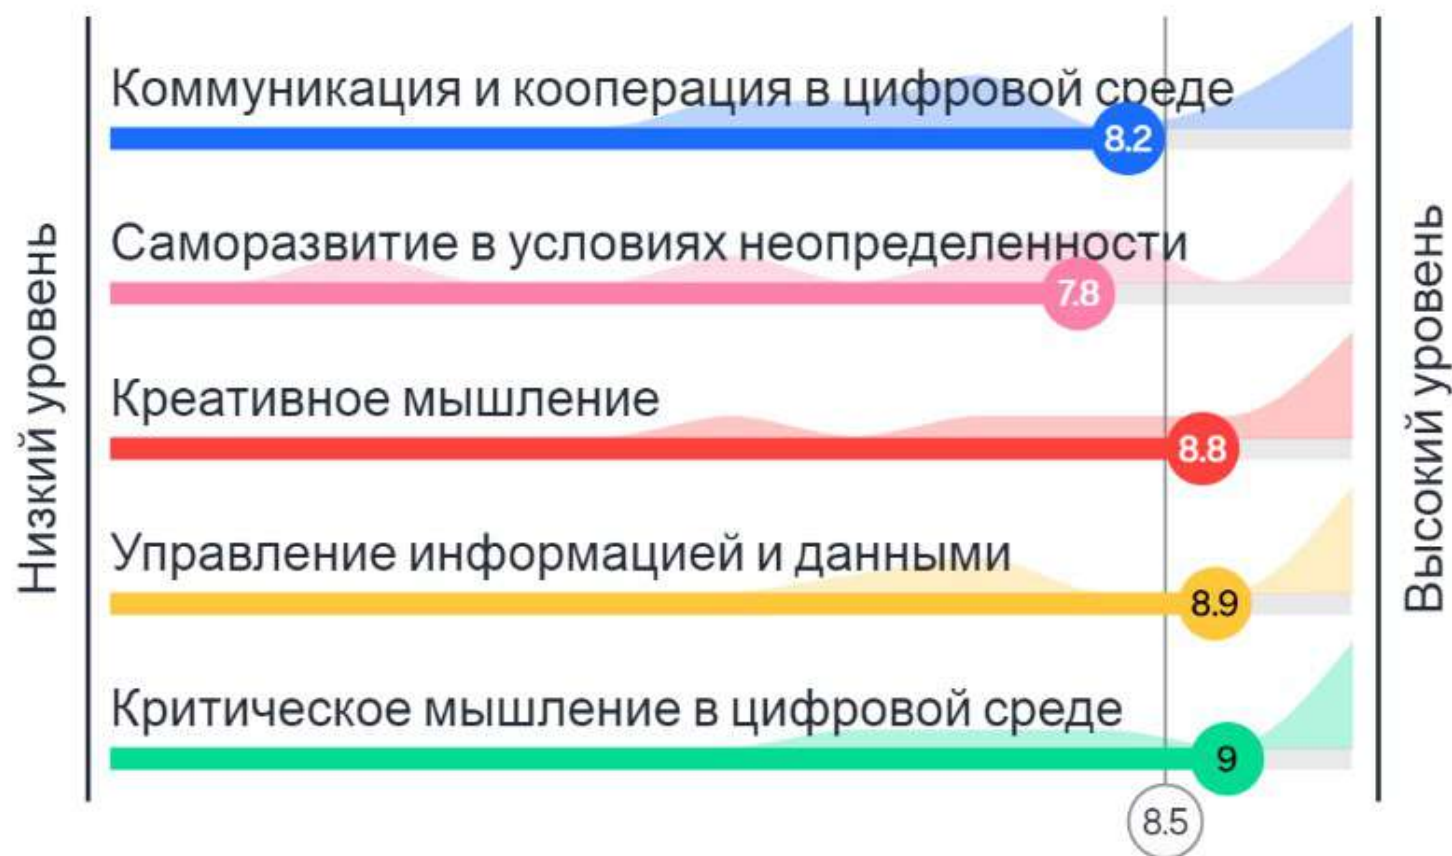 Низкий уровень
Коммуникация и кооперация в цифровой среде
8.2
Саморазвитие в условиях неопределенности
7.8
Креативное мышление
8.8
Управление информацией и данными
8.9
Критическое мышление в цифровой среде
9
8.5
Высокий уровень